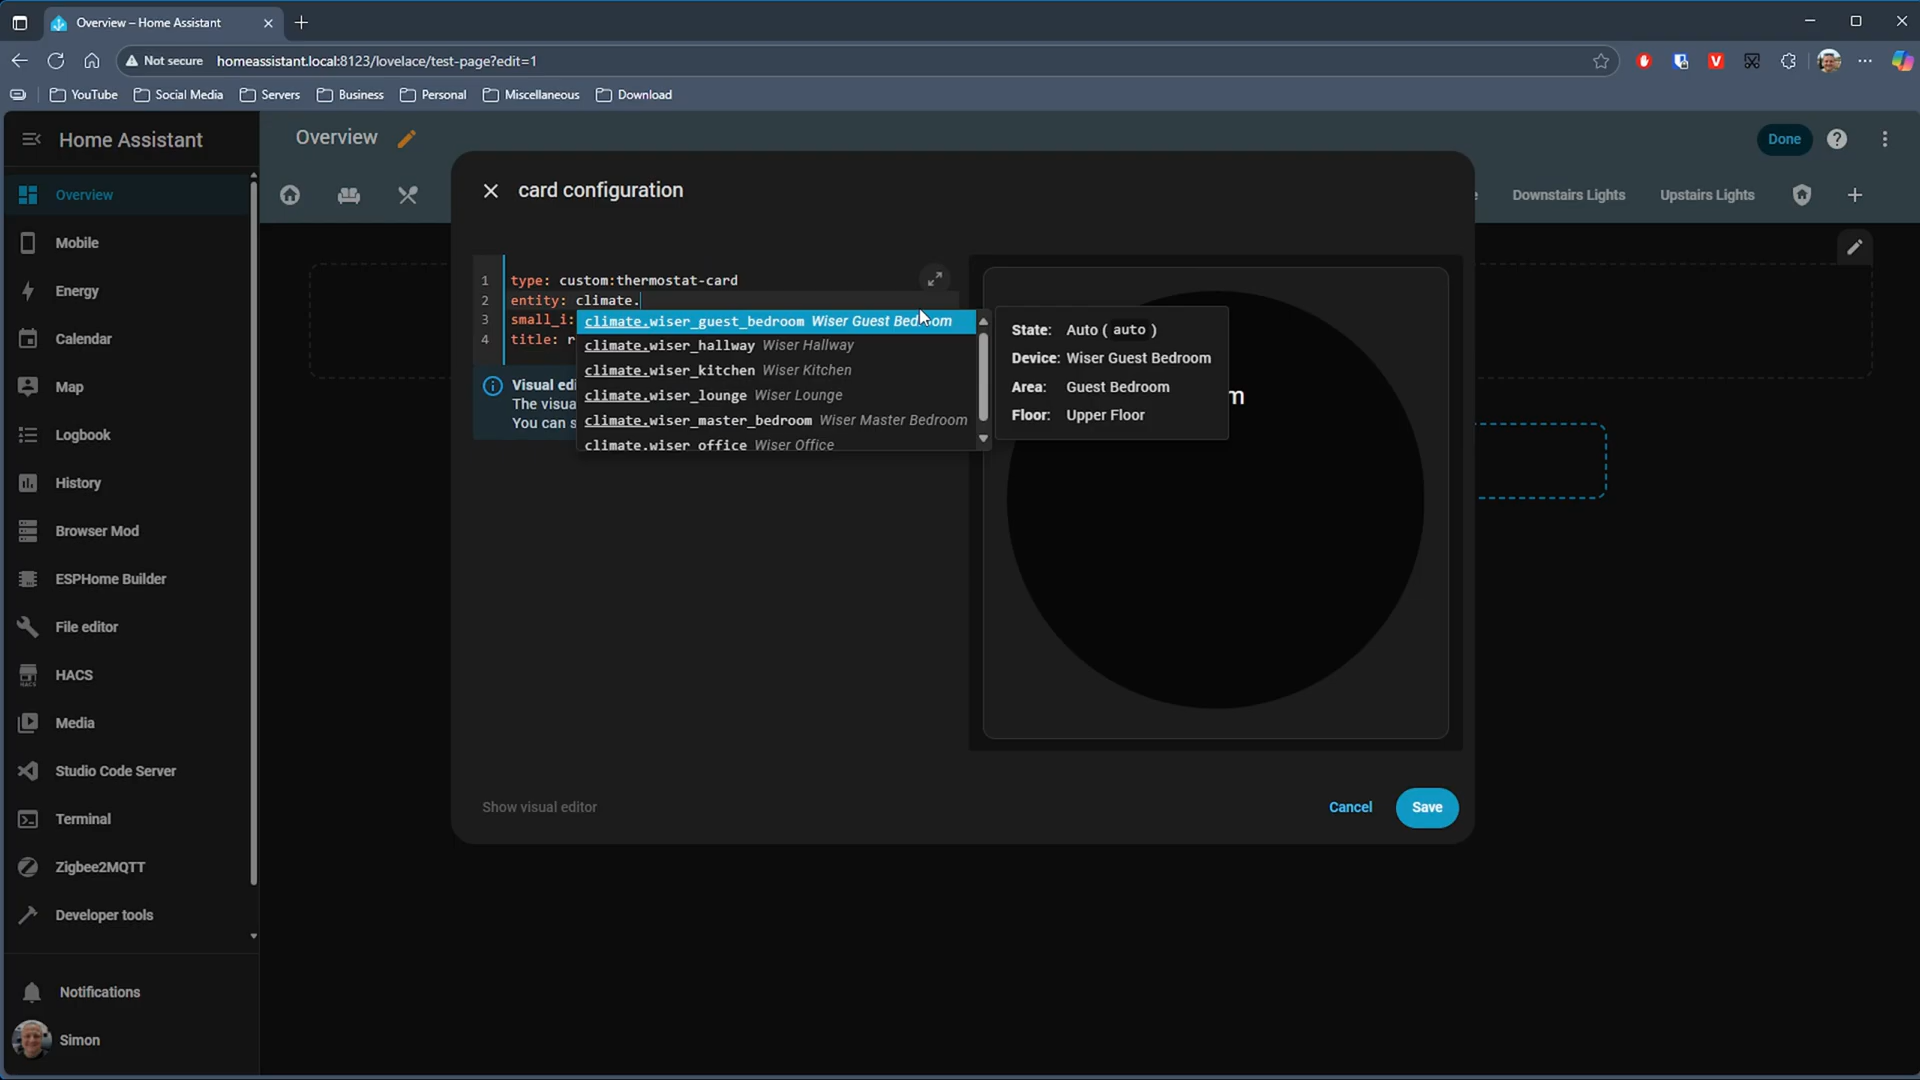 Overview – Home Assistant
Not secure homeassistant.local:8123/lovelace/test-page?edit=1
YouTube Social Media Servers Business Personal Miscellaneous Download
Home Assistant
Overview
Mobile
Energy
Calendar
Map
Logbook
History
Browser Mod
ESPHome Builder
File editor
HACS
Media
Studio Code Server
Terminal
Zigbee2MQTT
Developer tools
Notifications
Simon
Overview
Done
Downstairs Lights
Upstairs Lights
card configuration
1 type: custom:thermostat-card
2 entity: climate.
3 small_i:
4 title: r
climate.wiser_guest_bedroom Wiser Guest Bedroom
climate.wiser_hallway Wiser Hallway
climate.wiser_kitchen Wiser Kitchen
climate.wiser_lounge Wiser Lounge
climate.wiser_master_bedroom Wiser Master Bedroom
climate.wiser_office Wiser Office
State: Auto ( auto )
Device: Wiser Guest Bedroom
Area: Guest Bedroom
Floor: Upper Floor
m
Visual edi
The visua
You can s
Show visual editor
Cancel
Save